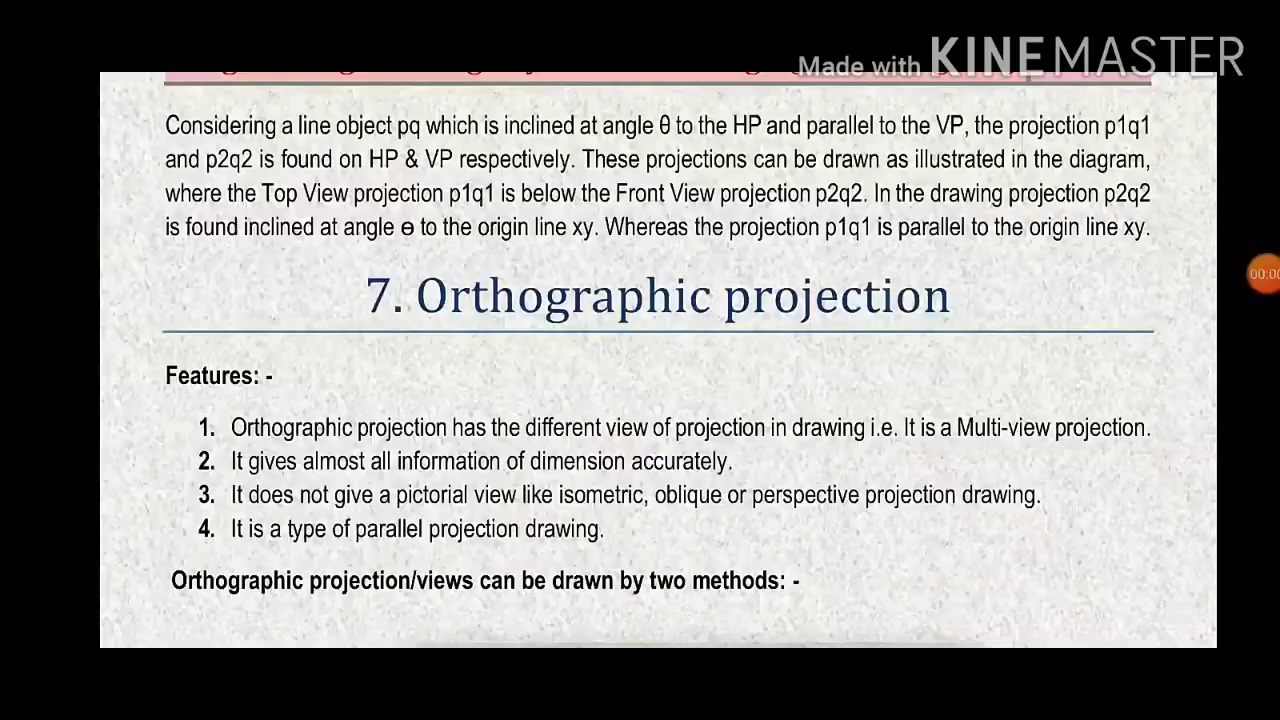 Made with KINEMASTER
Considering a line object pq which is inclined at angle θ to the HP and parallel to the VP, the projection p1q1
and p2q2 is found on HP & VP respectively. These projections can be drawn as illustrated in the diagram,
where the Top View projection p1q1 is below the Front View projection p2q2. In the drawing projection p2q2
is found inclined at angle ɵ to the origin line xy. Whereas the projection p1q1 is parallel to the origin line xy.
7. Orthographic projection
Features: -
1. Orthographic projection has the different view of projection in drawing i.e. It is a Multi-view projection.
2. It gives almost all information of dimension accurately.
3. It does not give a pictorial view like isometric, oblique or perspective projection drawing.
4. It is a type of parallel projection drawing.
Orthographic projection/views can be drawn by two methods: -